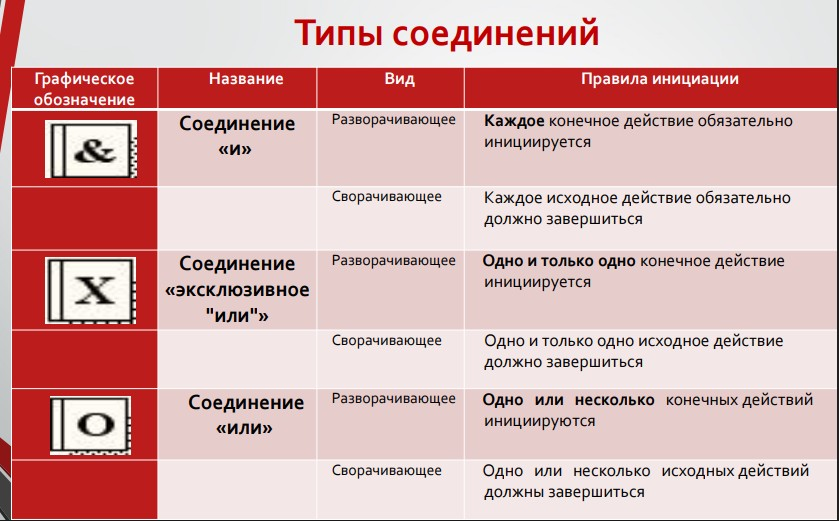 Типы соединений
Графическое обозначение
Название
Вид
Правила инициации
&
Соединение
«и»
Разворачивающее
Каждое конечное действие обязательно
инициируется
Сворачивающее
Каждое исходное действие обязательно
должно завершиться
X
Соединение
«эксклюзивное
"или"»
Разворачивающее
Одно и только одно конечное действие
инициируется
Сворачивающее
Одно и только одно исходное действие
должно завершиться
O
Соединение
«или»
Разворачивающее
Одно или несколько конечных действий
инициируются
Сворачивающее
Одно или несколько исходных действий
должны завершиться